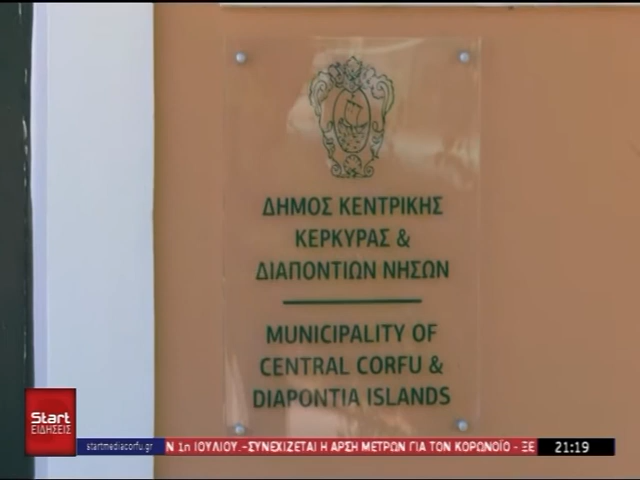 ΔΗΜΟΣ ΚΕΝΤΡΙΚΗΣ
ΚΕΡΚΥΡΑΣ &
ΔΙΑΠΟΝΤΙΩΝ ΝΗΣΩΝ
MUNICIPALITY OF
CENTRAL CORFU &
DIAPONTIA ISLANDS
Start
ΕΙΔΗΣΕΙΣ
startmediacorfu.gr
Ν 1η ΙΟΥΛΙΟΥ.-ΣΥΝΕΧΙΖΕΤΑΙ Η ΑΡΣΗ ΜΕΤΡΩΝ ΓΙΑ ΤΟΝ ΚΟΡΩΝΟΪΟ - ΞΕ
21:19